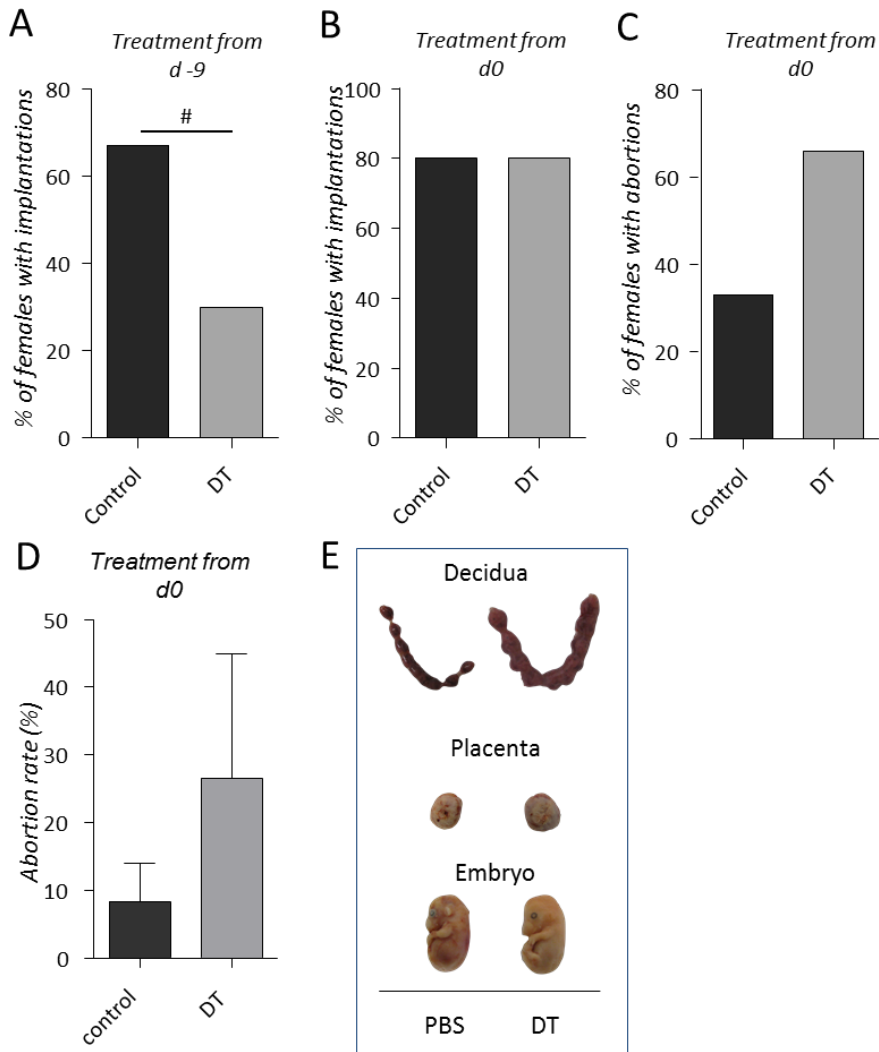 A
Treatment from
d -9
% of females with implantations
80
60
40
20
0
#
Control
DT
B
Treatment from
d0
% of females with implantations
100
80
60
40
20
0
Control
DT
C
Treatment from
d0
% of females with abortions
80
60
40
20
0
Control
DT
D
Treatment from
d0
Abortion rate (%)
50
40
30
20
10
0
control
DT
E
Decidua
Placenta
Embryo
PBS DT